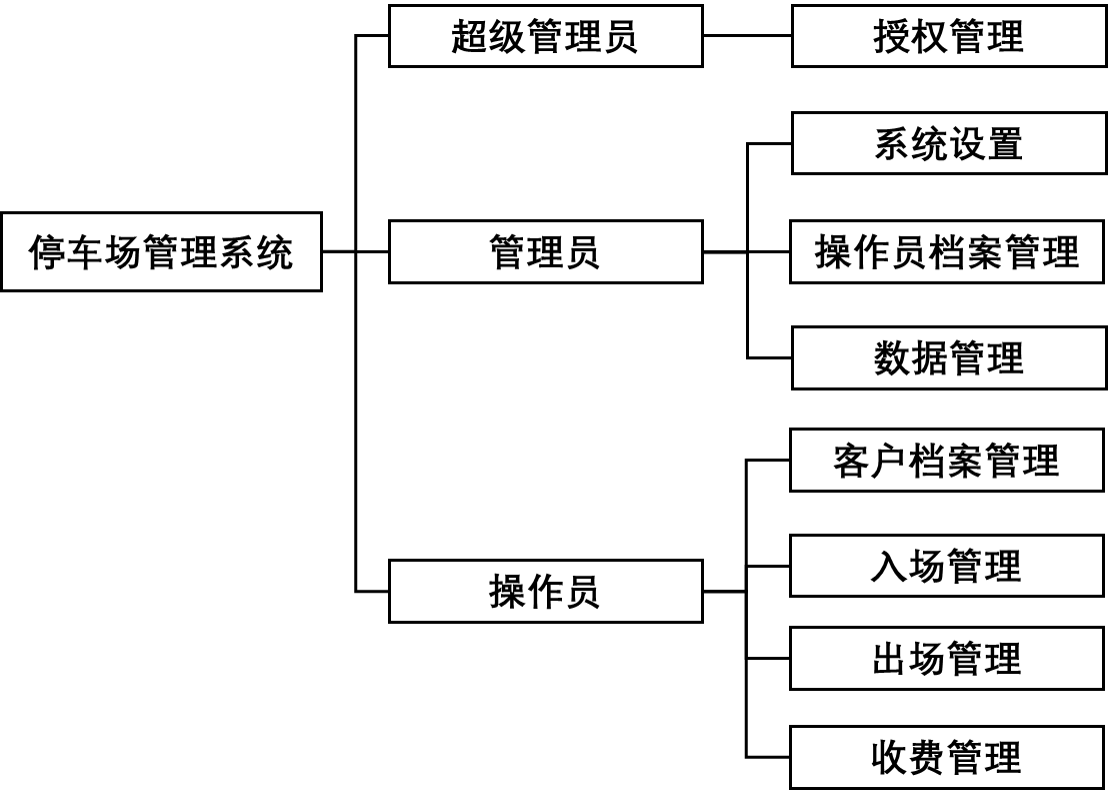 停车场管理系统
超级管理员
授权管理
管理员
系统设置
操作员档案管理
数据管理
操作员
客户档案管理
入场管理
出场管理
收费管理